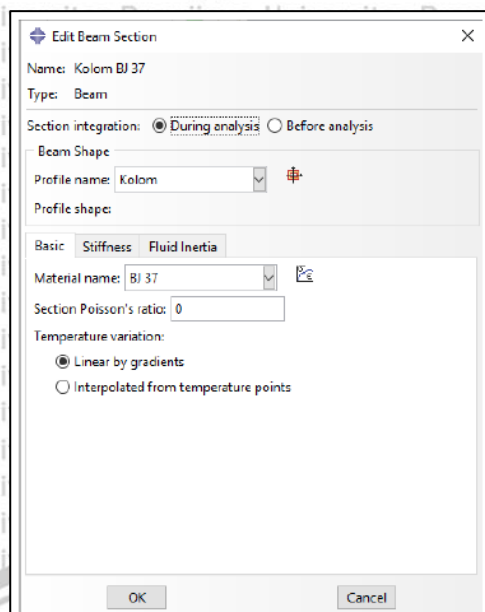 Edit Beam Section
Name: Kolom BJ 37
Type: Beam
Section integration: During analysis Before analysis
Beam Shape
Profile name: Kolom
Profile shape:
Basic Stiffness Fluid Inertia
Material name: BJ 37
Section Poisson's ratio: 0
Temperature variation:
Linear by gradients
Interpolated from temperature points
OK Cancel